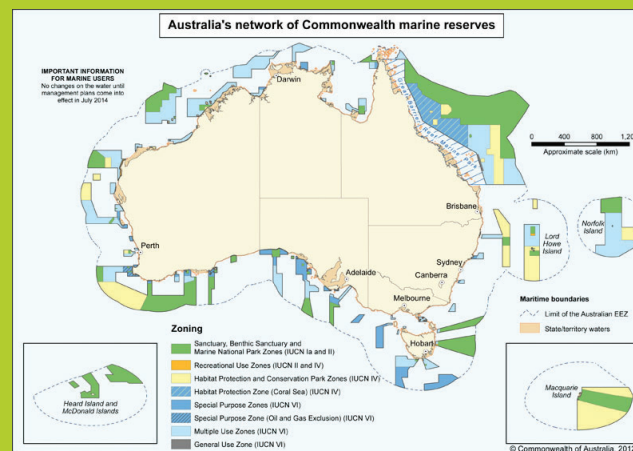 Australia's network of Commonwealth marine reserves
IMPORTANT INFORMATION
FOR MARINE USERS
No changes on the water until
management plans come into
effect in July 2014
Darwin
Great Barrier Reef Marine Park
0 400 800 1,20
Approximate scale (km)
Brisbane
Lord
Howe
Island
Norfolk
Island
Perth
Adelaide
Sydney
Canberra
Melbourne
Hobart
Maritime boundaries
Limit of the Australian EEZ
State/territory waters
Zoning
Sanctuary, Benthic Sanctuary and
Marine National Park Zones (IUCN Ia and II)
Recreational Use Zones (IUCN II and IV)
Habitat Protection and Conservation Park Zones (IUCN IV)
Habitat Protection Zone (Coral Sea) (IUCN IV)
Special Purpose Zones (IUCN VI)
Special Purpose Zone (Oil and Gas Exclusion) (IUCN VI)
Multiple Use Zones (IUCN VI)
General Use Zone (IUCN VI)
Heard Island and
McDonald Islands
Macquarie
Island
© Commonwealth of Australia, 2012